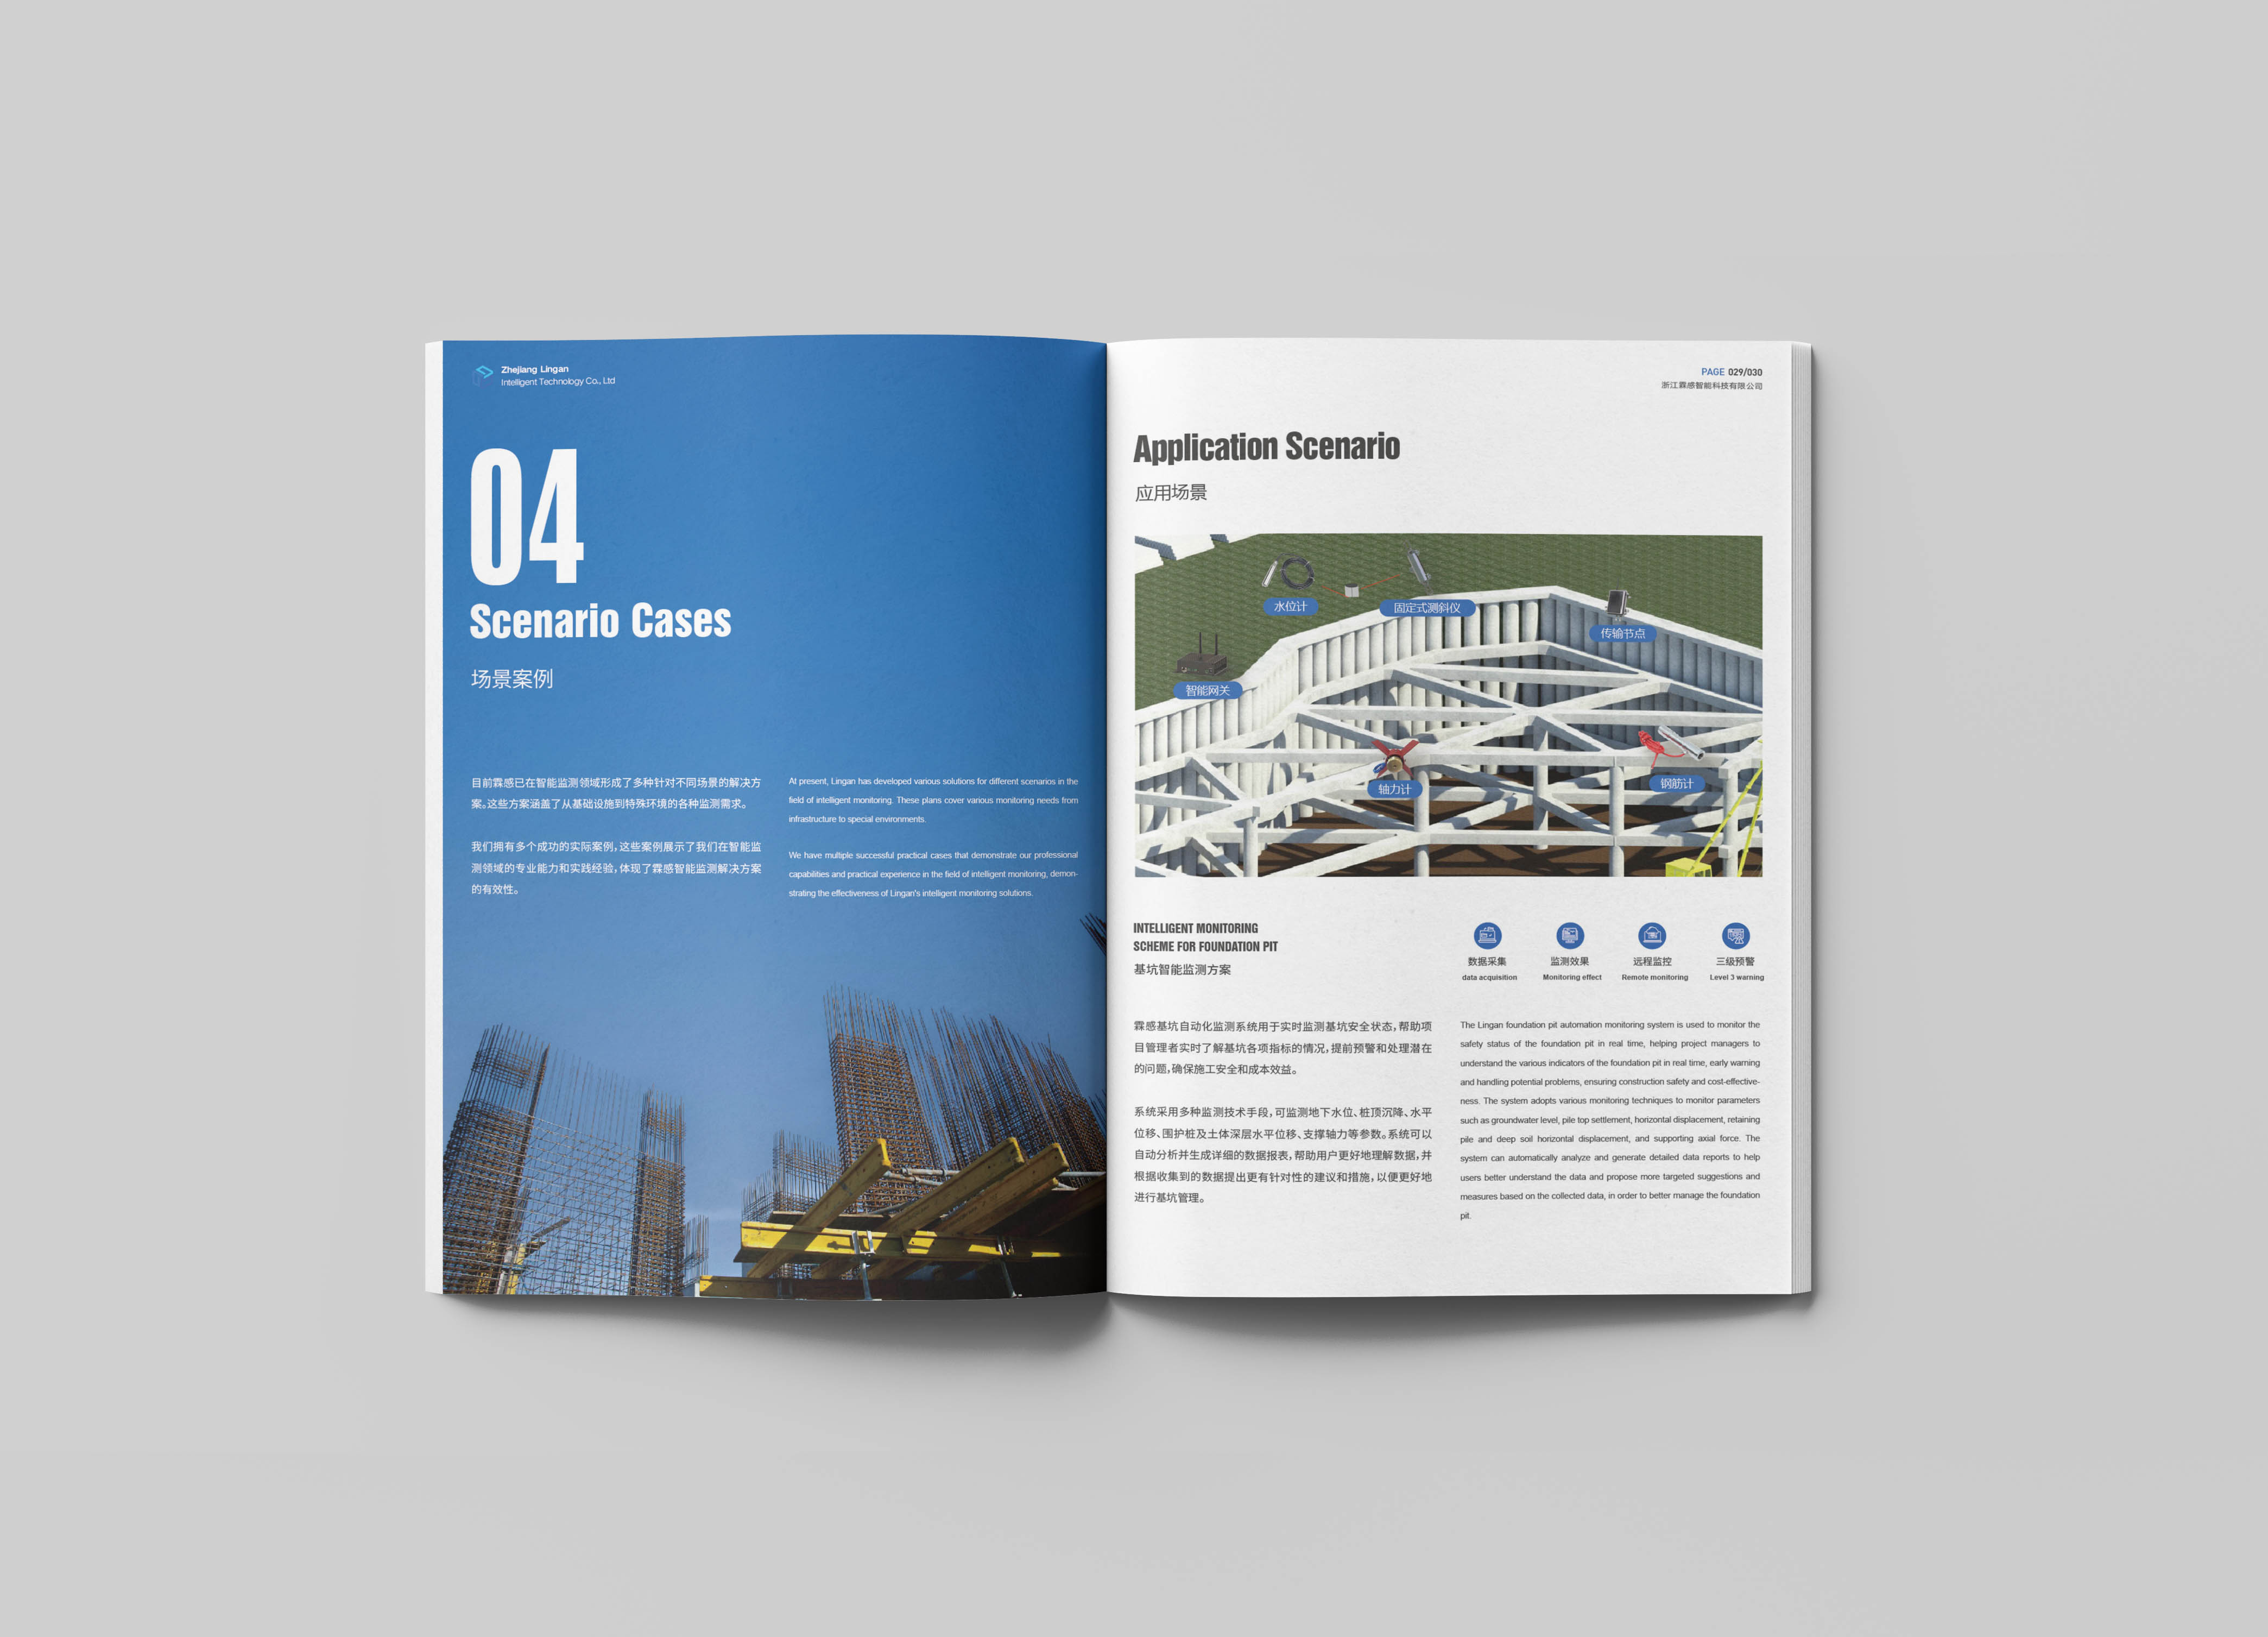 Zhejiang Lingan
Intelligent Technology Co., Ltd
04
Scenario Cases
场景案例
目前霖感已在智能监测领域形成了多种针对不同场景的解决方
案。这些方案涵盖了从基础设施到特殊环境的各种监测需求。
我们拥有多个成功的实际案例，这些案例展示了我们在智能监
测领域的专业能力和实践经验，体现了霖感智能监测解决方案
的有效性。
At present, Lingan has developed various solutions for different scenarios in the
field of intelligent monitoring. These plans cover various monitoring needs from
infrastructure to special environments.
We have multiple successful practical cases that demonstrate our professional
capabilities and practical experience in the field of intelligent monitoring, demon-
strating the effectiveness of Lingan's intelligent monitoring solutions.
PAGE 029/030
浙江霖感智能科技有限公司
Application Scenario
应用场景
水位计
固定式测斜仪
传输节点
智能网关
轴力计
钢筋计
INTELLIGENT MONITORING
SCHEME FOR FOUNDATION PIT
基坑智能监测方案
数据采集
data acquisition
监测效果
Monitoring effect
远程监控
Remote monitoring
三级预警
Level 3 warning
霖感基坑自动化监测系统用于实时监测基坑安全状态，帮助项
目管理者实时了解基坑各项指标的情况，提前预警和处理潜在
的问题，确保施工安全和成本效益。
系统采用多种监测技术手段，可监测地下水位、桩顶沉降、水平
位移、围护桩及土体深层水平位移、支撑轴力等参数。系统可以
自动分析并生成详细的数据报表，帮助用户更好地理解数据，并
根据收集到的数据提出更有针对性的建议和措施，以便更好地
进行基坑管理。
The Lingan foundation pit automation monitoring system is used to monitor the
safety status of the foundation pit in real time, helping project managers to
understand the various indicators of the foundation pit in real time, early warning
and handling potential problems, ensuring construction safety and cost-effective-
ness. The system adopts various monitoring techniques to monitor parameters
such as groundwater level, pile top settlement, horizontal displacement, retaining
pile and deep soil horizontal displacement, and supporting axial force. The
system can automatically analyze and generate detailed data reports to help
users better understand the data and propose more targeted suggestions and
measures based on the collected data, in order to better manage the foundation
pit.